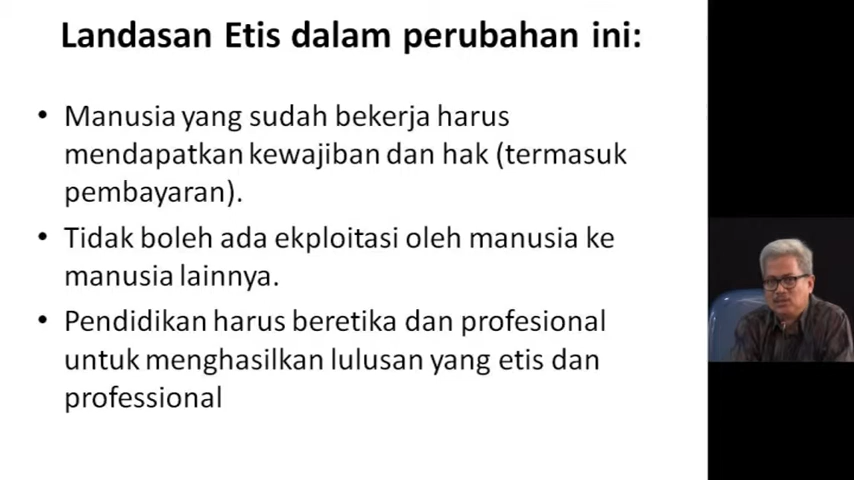 Landasan Etis dalam perubahan ini:
• Manusia yang sudah bekerja harus
mendapatkan kewajiban dan hak (termasuk
pembayaran).
• Tidak boleh ada ekploitasi oleh manusia ke
manusia lainnya.
• Pendidikan harus beretika dan profesional
untuk menghasilkan lulusan yang etis dan
professional